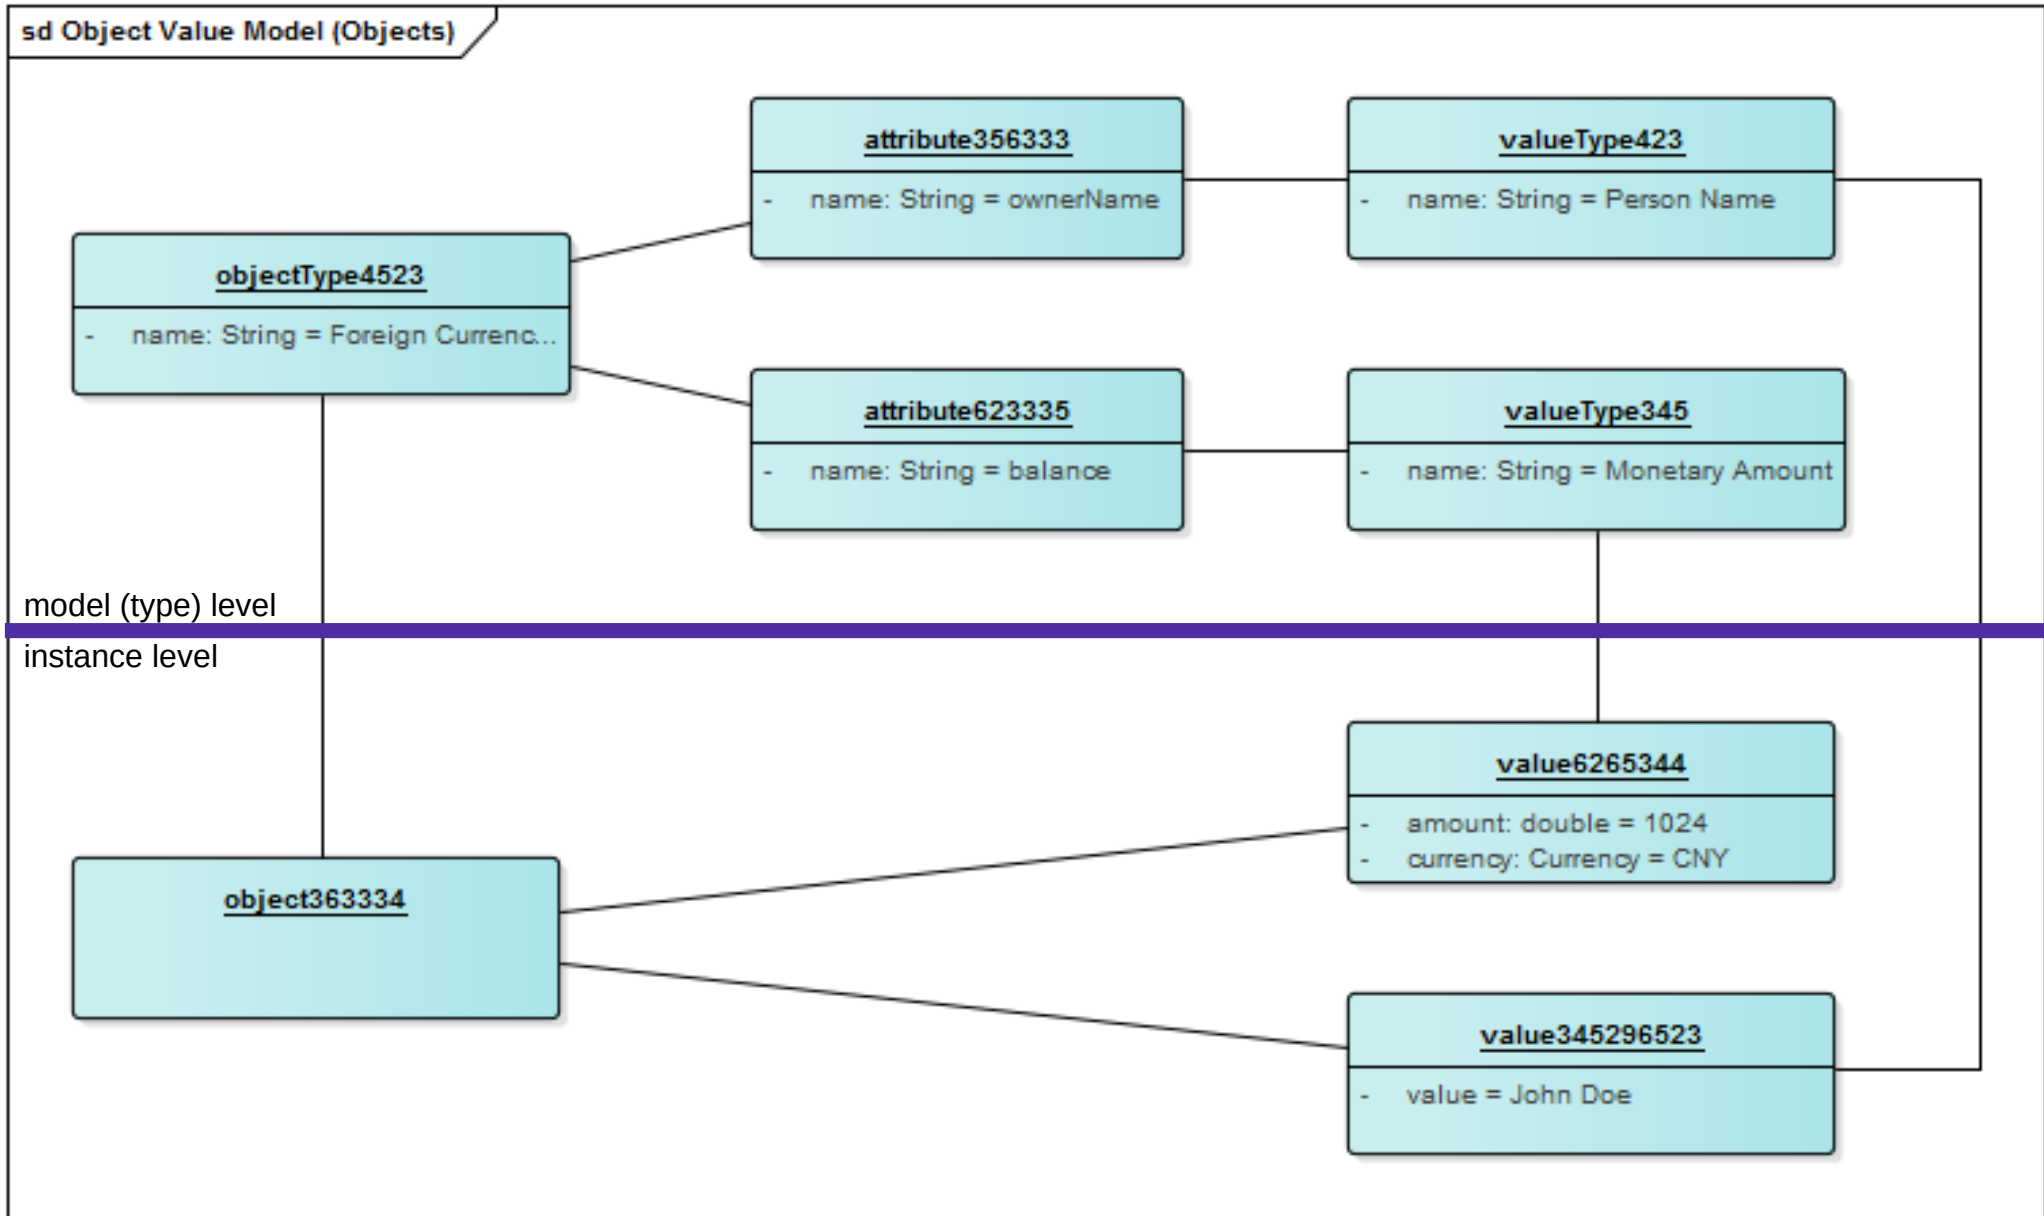 sd Object Value Model (Objects)
attribute356333
- name: String = ownerName
valueType423
- name: String = Person Name
objectType4523
- name: String = Foreign Currenc...
attribute623335
- name: String = balance
valueType345
- name: String = Monetary Amount
model (type) level
instance level
value6265344
- amount: double = 1024
- currency: Currency = CNY
object363334
value345296523
- value = John Doe